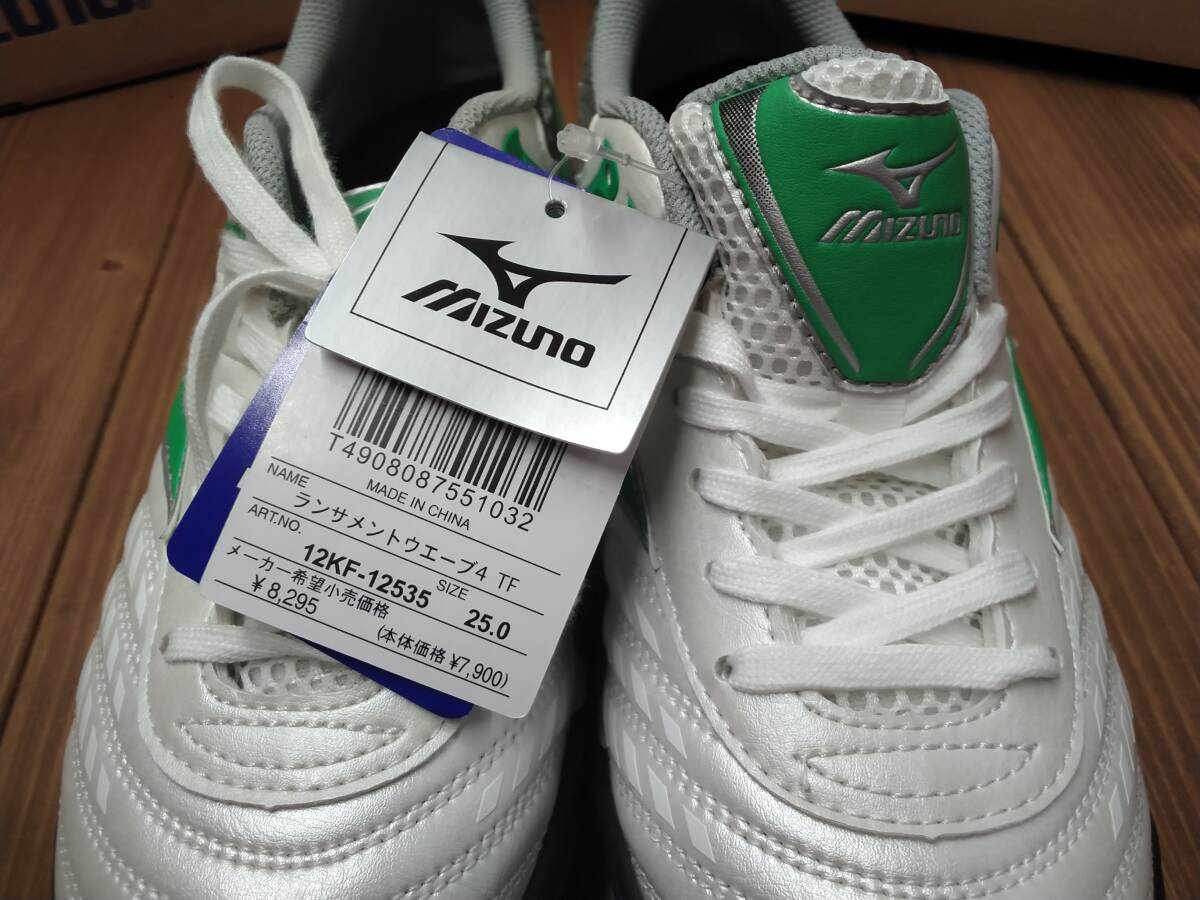 MIZUNO
MIZUNO
T4908087551032
MADE IN CHINA
NAME
ランサメントウエーブ4 TF
ART.NO.
SIZE
12KF-12535
25.0
メーカー希望小売価格
¥8,295
(本体価格 ¥7,900)